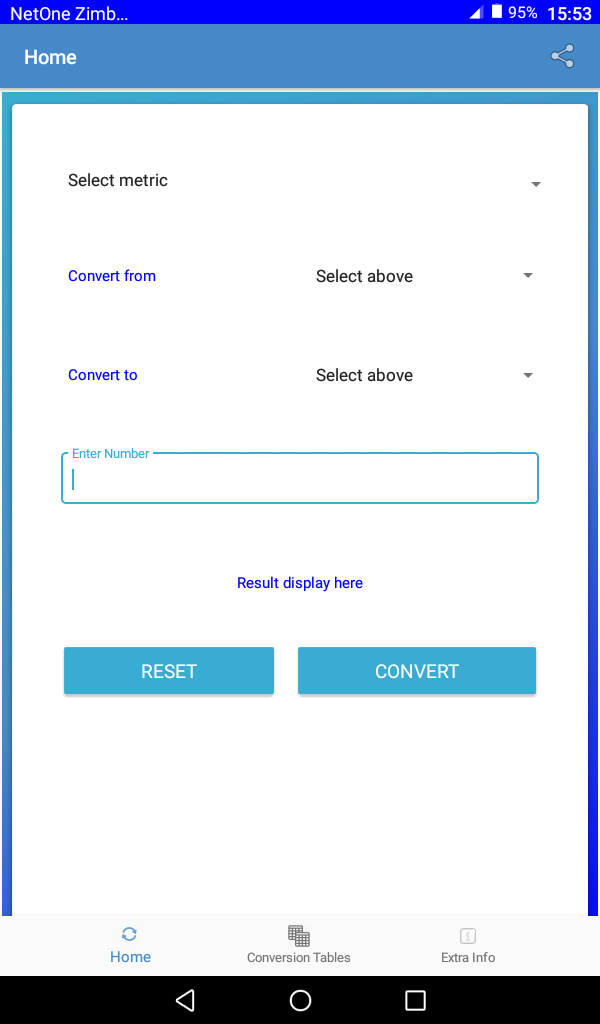 NetOne Zimb... 95% 15:53
Home
Select metric
Convert from Select above
Convert to Select above
Enter Number
Result display here
RESET CONVERT
Home Conversion Tables Extra Info